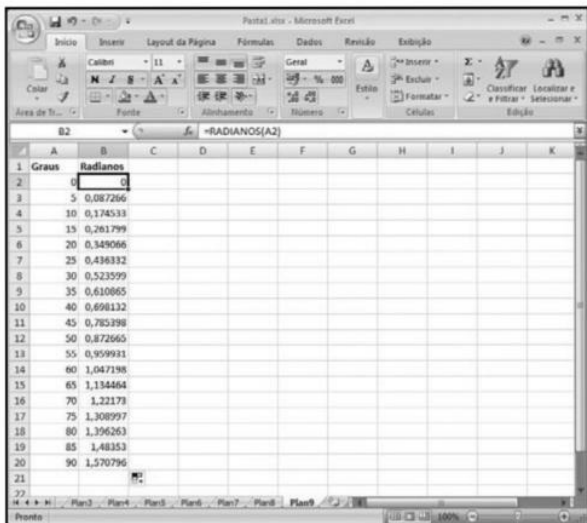 Pasta1.xlsx - Microsoft Excel
Início Inserir Layout da Página Fórmulas Dados Revisão Exibição
Colar
Calibri 11
N I S A A
Geral
% 000
Estilo
Inserir
Excluir
Formatar
Σ
Classificar e Filtrar
Localizar e Selecionar
Área de Tr... Fonte Alinhamento Número Células Edição
B2 fx =RADIANOS(A2)
A B C D E F G H I J K
1 Graus Radianos
2 0 0
3 5 0,087266
4 10 0,174533
5 15 0,261799
6 20 0,349066
7 25 0,436332
8 30 0,523599
9 35 0,610865
10 40 0,698132
11 45 0,785398
12 50 0,872665
13 55 0,959931
14 60 1,047198
15 65 1,134464
16 70 1,22173
17 75 1,308997
18 80 1,396263
19 85 1,48353
20 90 1,570796
21
22
Plan3 Plan4 Plan5 Plan6 Plan7 Plan8 Plan9
Pronto 100%